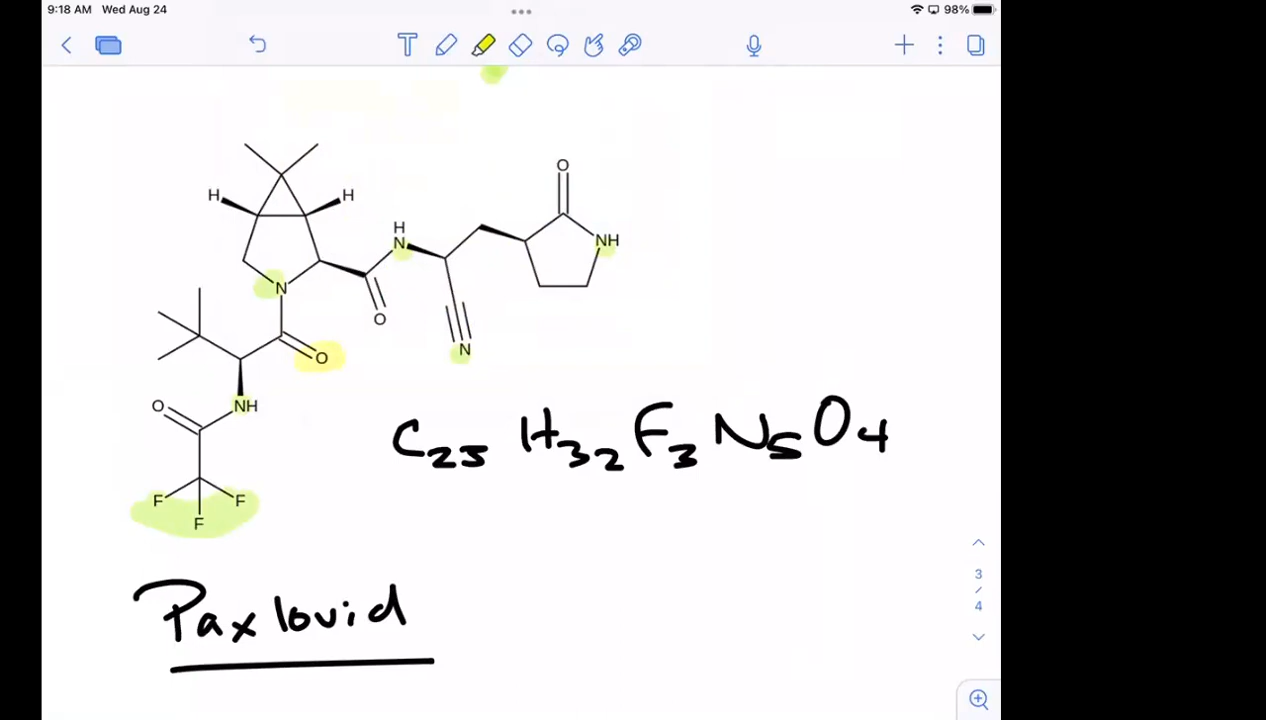 9:18 AM Wed Aug 24
98%
T
O
H
H
H
N
NH
N
O
N
O
O
NH
C25 H32 F3 N5 O4
F
F
F
3
/
4
Paxlovid